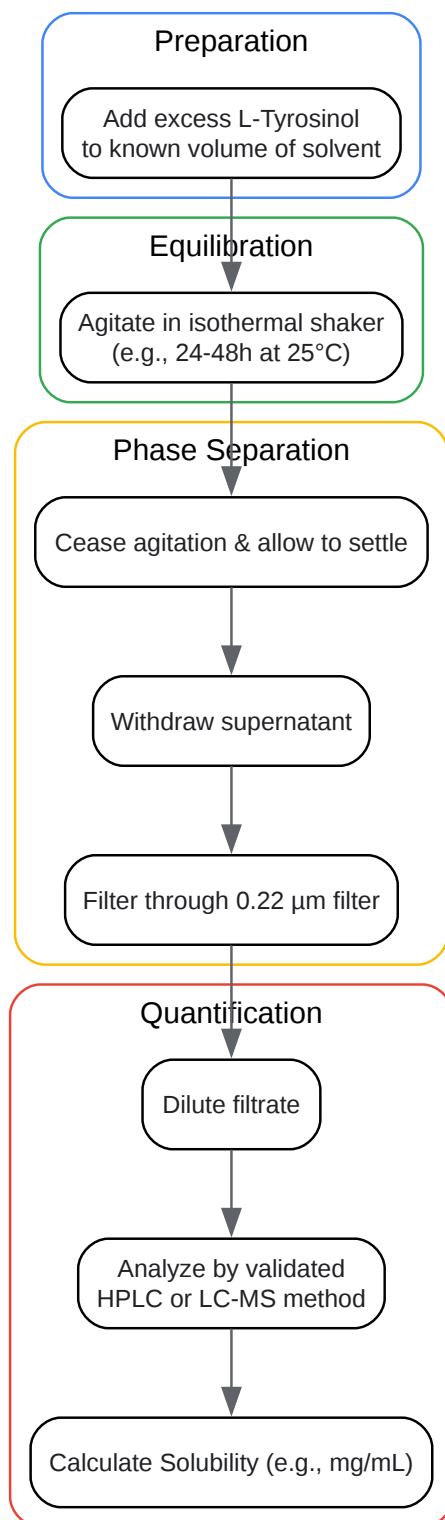 Preparation
Add excess L-Tyrosinol
to known volume of solvent
Equilibration
Agitate in isothermal shaker
(e.g., 24-48h at 25°C)
Phase Separation
Cease agitation & allow to settle
Withdraw supernatant
Filter through 0.22 µm filter
Quantification
Dilute filtrate
Analyze by validated
HPLC or LC-MS method
Calculate Solubility (e.g., mg/mL)